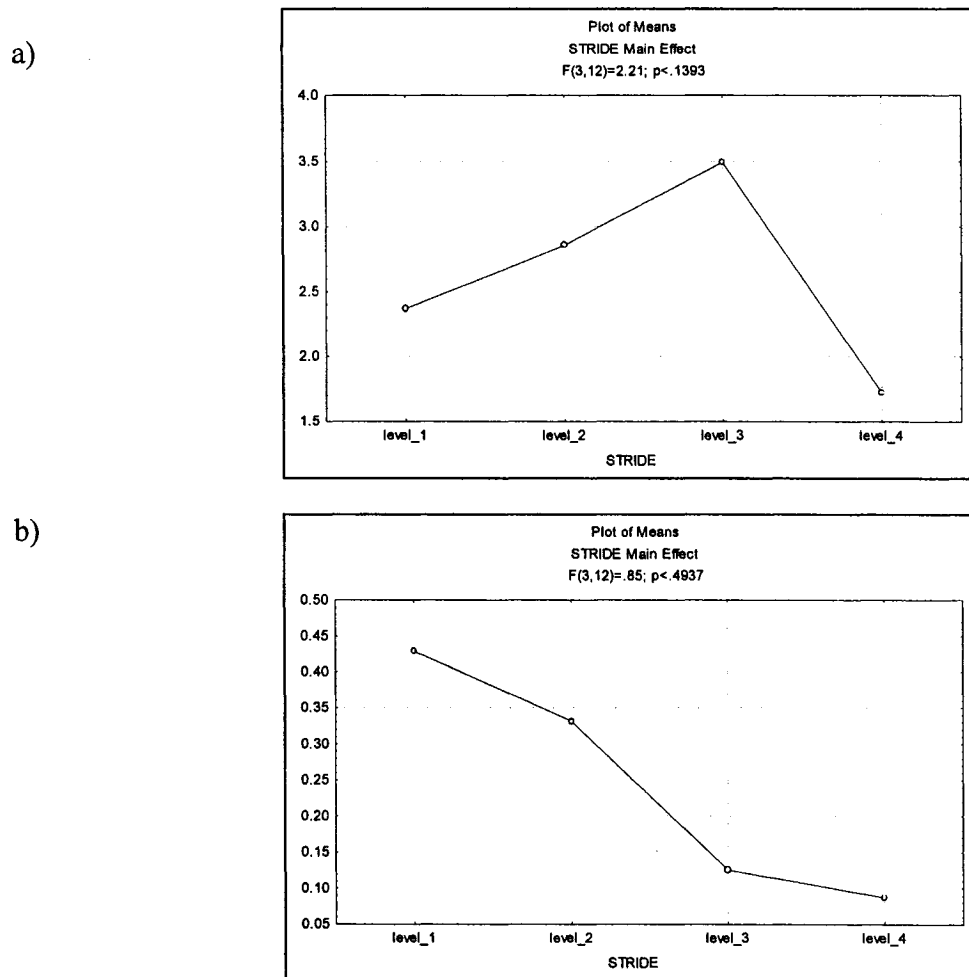 a)
Plot of Means
STRIDE Main Effect
F(3,12)=2.21; p<.1393
4.0
3.5
3.0
2.5
2.0
1.5
level_1 level_2 level_3 level_4
STRIDE
b)
Plot of Means
STRIDE Main Effect
F(3,12)=.85; p<.4937
0.50
0.45
0.40
0.35
0.30
0.25
0.20
0.15
0.10
0.05
level_1 level_2 level_3 level_4
STRIDE